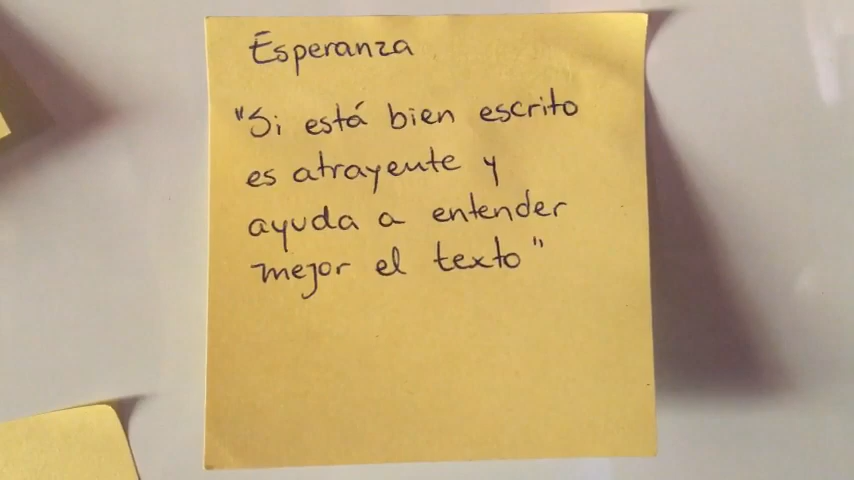 Esperanza
"Si está bien escrito
es atrayente y
ayuda a entender
mejor el texto"